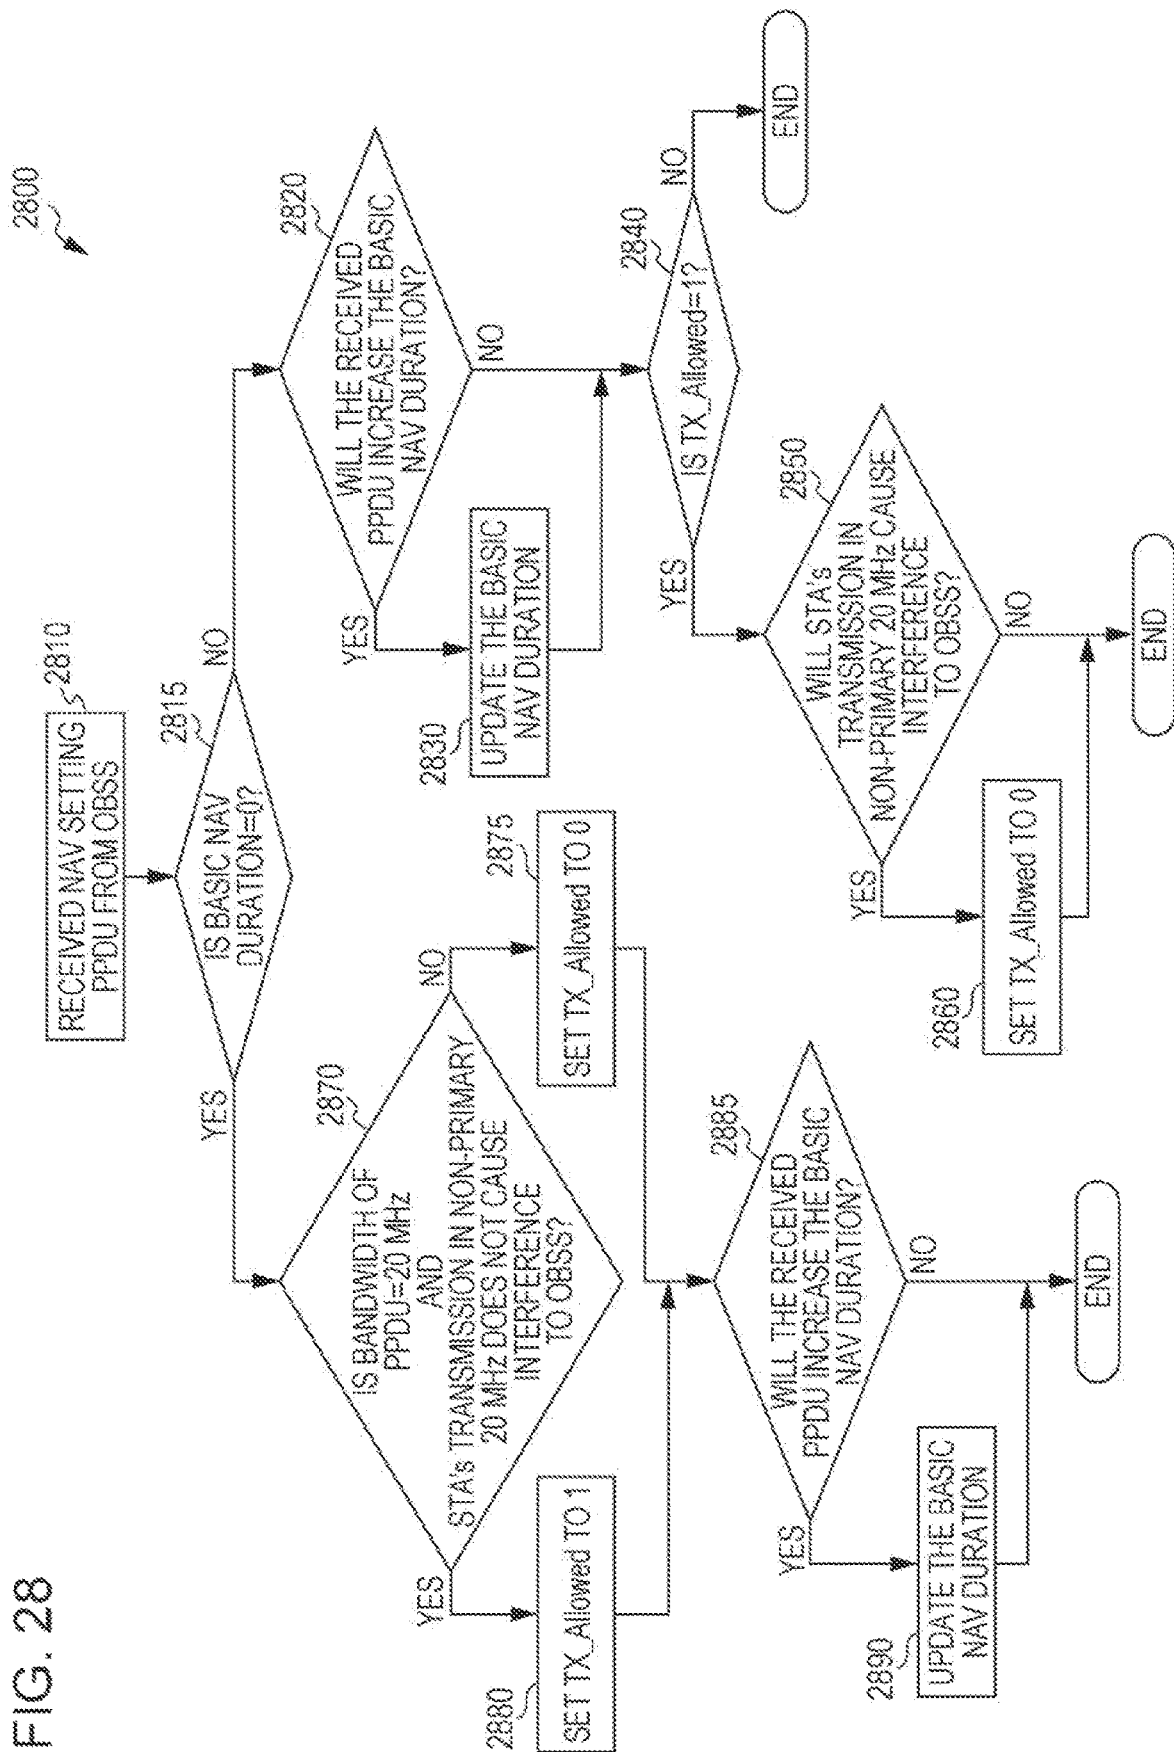 FIG. 28
2800
RECEIVED NAV SETTING
PPDU FROM OBSS
2810
IS BASIC NAV
DURATION=0?
2815
YES
NO
IS BANDWIDTH OF
PPDU=20 MHz
AND
STA's TRANSMISSION IN NON-PRIMARY
20 MHz DOES NOT CAUSE
INTERFERENCE
TO OBSS?
2870
YES
NO
SET TX_Allowed TO 1
2880
SET TX_Allowed TO 0
2875
WILL THE RECEIVED
PPDU INCREASE THE BASIC
NAV DURATION?
2885
YES
NO
UPDATE THE BASIC
NAV DURATION
2890
END
WILL THE RECEIVED
PPDU INCREASE THE BASIC
NAV DURATION?
2820
YES
NO
UPDATE THE BASIC
NAV DURATION
2830
IS TX_Allowed=1?
2840
YES
NO
END
WILL STA's
TRANSMISSION IN
NON-PRIMARY 20 MHz CAUSE
INTERFERENCE
TO OBSS?
2850
YES
NO
SET TX_Allowed TO 0
2860
END